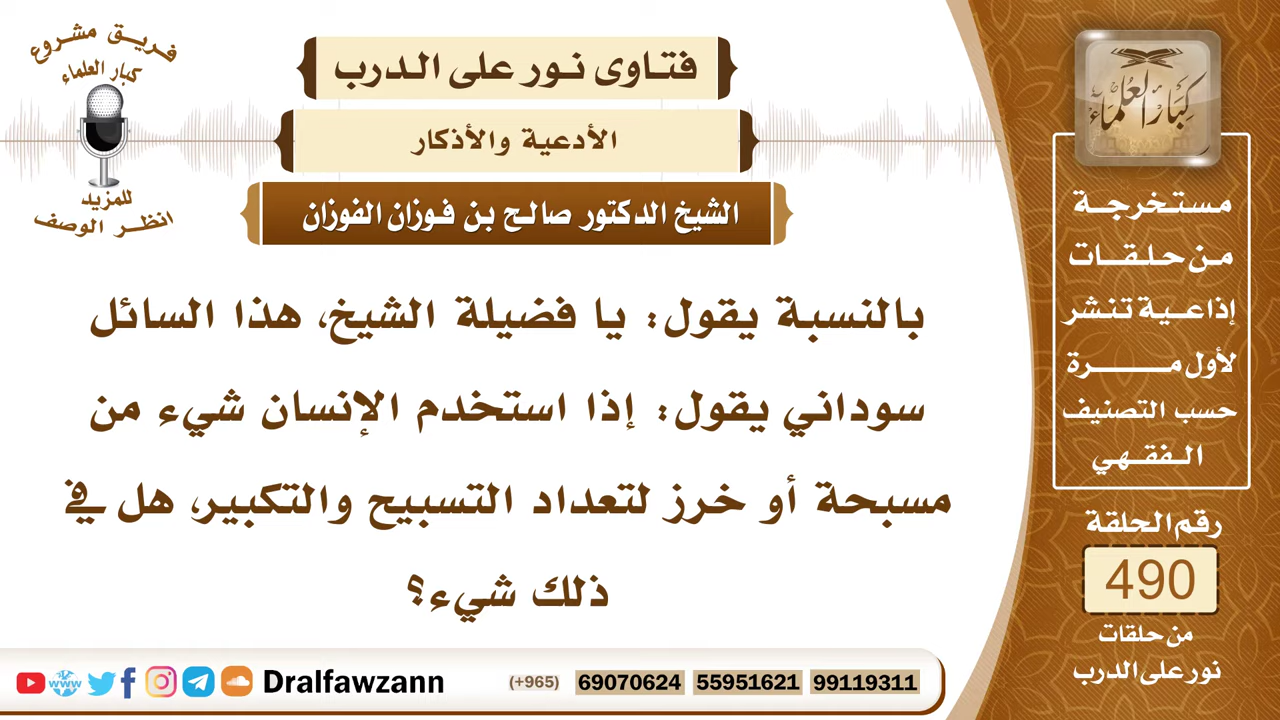 فريق مشروع
كبار العلماء
للمزيد
انظر الوصف
فتاوى نور على الدرب
الأدعية والأذكار
الشيخ الدكتور صالح بن فوزان الفوزان
بالنسبة يقول: يا فضيلة الشيخ، هذا السائل
سوداني يقول: إذا استخدم الإنسان شيء من
مسبحة أو خرز لتعداد التسبيح والتكبير، هل في
ذلك شيء؟
كبار العلماء
مستخرجة
من حلقات
إذاعية تنشر
لأول مرة
حسب التصنيف
الفقهي
رقم الحلقة
490
من حلقات
نور على الدرب
www
Dralfawzann
(+965) 69070624 55951621 99119311